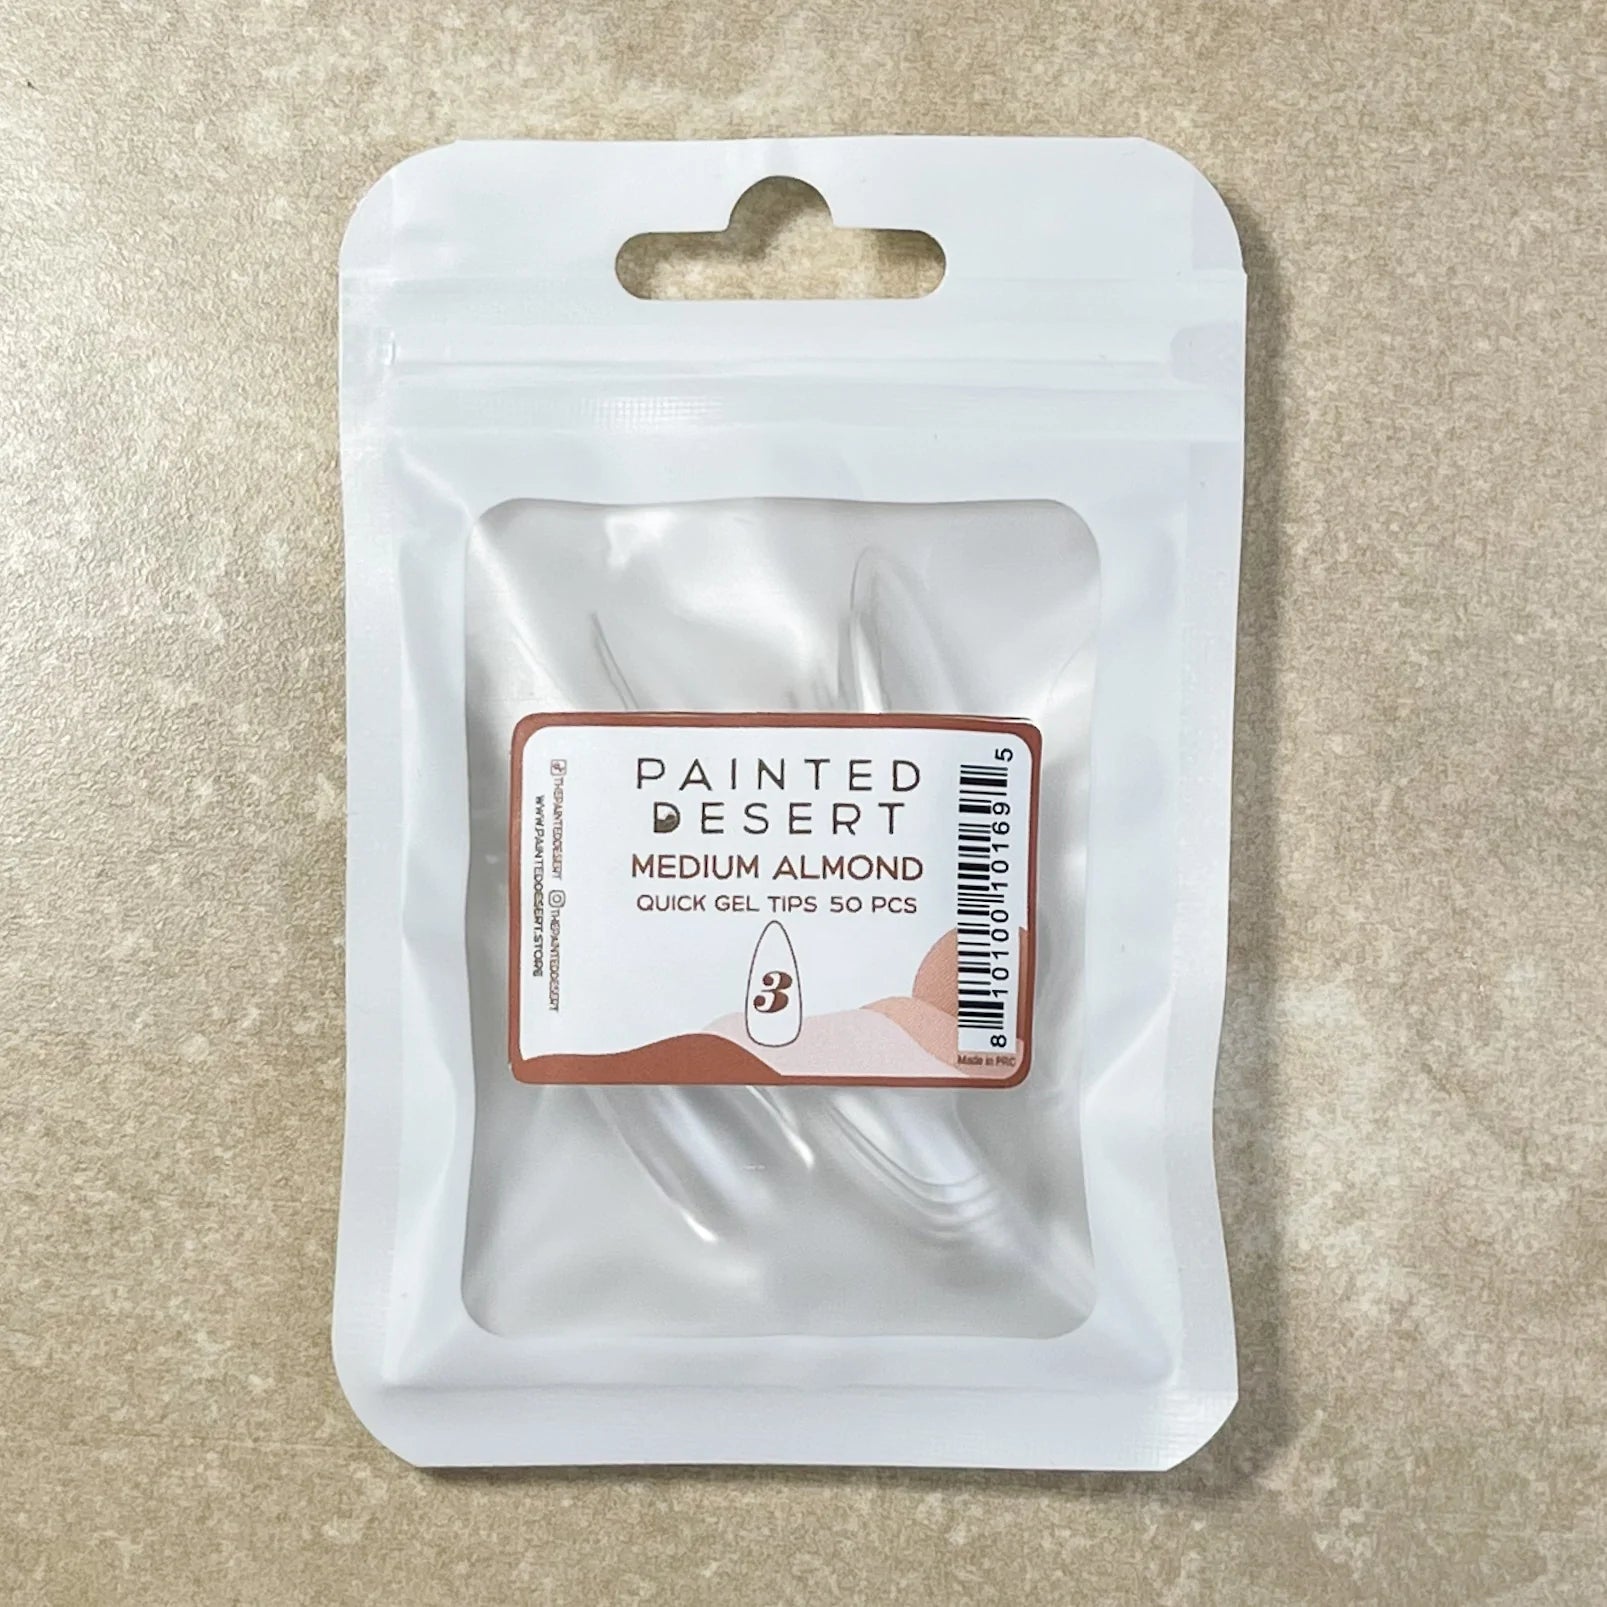 PAINTED
DESERT
MEDIUM ALMOND
QUICK GEL TIPS 50 PCS
3
THEPAINTEDDESERT THEPAINTEDDESERT
WWW.PAINTEDDESERT.STORE
8 10100 10169 5
Made in PRC